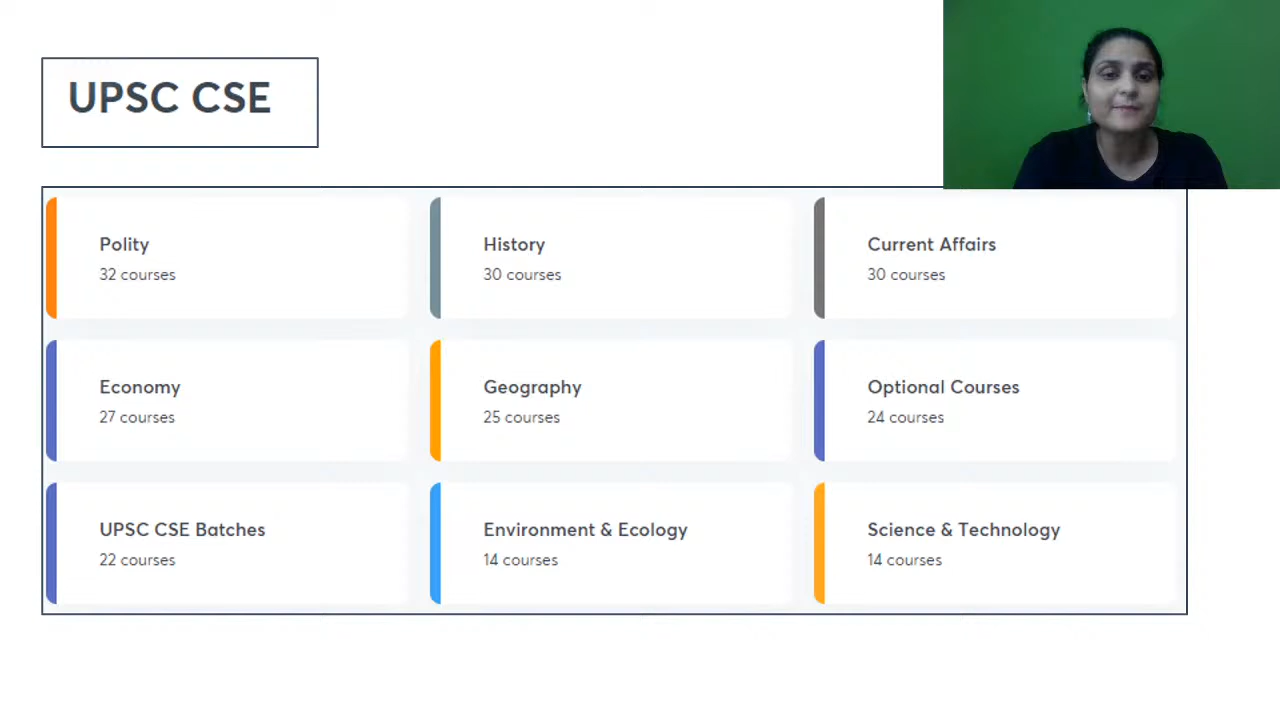 UPSC CSE
Polity
32 courses
History
30 courses
Current Affairs
30 courses
Economy
27 courses
Geography
25 courses
Optional Courses
24 courses
UPSC CSE Batches
22 courses
Environment & Ecology
14 courses
Science & Technology
14 courses